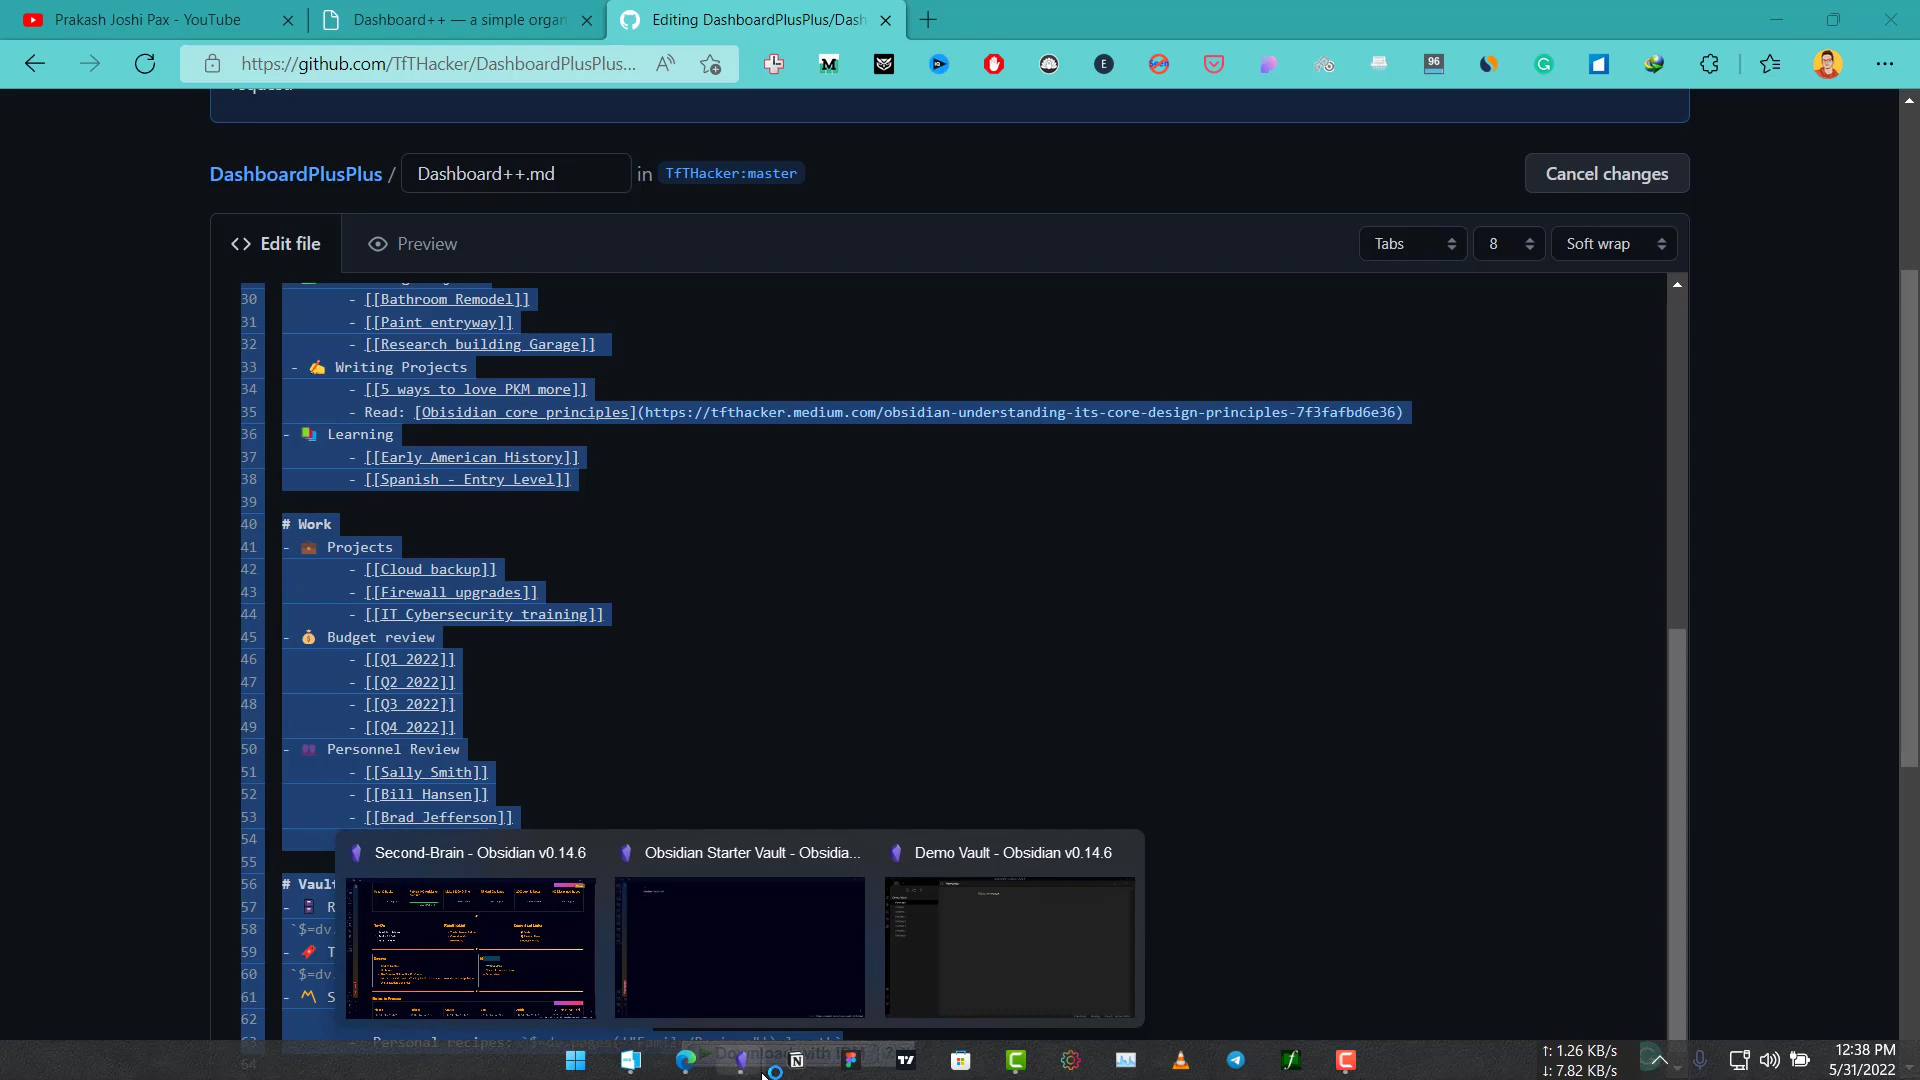 Prakash Joshi Pax - YouTube
Dashboard++ — a simple organ
Editing DashboardPlusPlus/Dash
https://github.com/TfTHacker/DashboardPlusPlus...
96
DashboardPlusPlus / Dashboard++.md in TfTHacker:master
Cancel changes
Edit file
Preview
Tabs
8
Soft wrap
30 - [[Bathroom Remodel]]
31 - [[Paint entryway]]
32 - [[Research building Garage]]
33 - ✍️ Writing Projects
34 - [[5 ways to love PKM more]]
35 - Read: [Obisidian core principles](https://tfthacker.medium.com/obsidian-understanding-its-core-design-principles-7f3fafbd6e36)
36 - Learning
37 - [[Early American History]]
38 - [[Spanish - Entry Level]]
39
40 # Work
41 - Projects
42 - [[Cloud backup]]
43 - [[Firewall upgrades]]
44 - [[IT Cybersecurity training]]
45 - Budget review
46 - [[Q1 2022]]
47 - [[Q2 2022]]
48 - [[Q3 2022]]
49 - [[Q4 2022]]
50 - Personnel Review
51 - [[Sally Smith]]
52 - [[Bill Hansen]]
53 - [[Brad Jefferson]]
54
55
56 # Vault
57 - R
58 `$=dv.
59 - T
60 `$=dv.
61 - S
62
63 - Personal recipes:
64
Second-Brain - Obsidian v0.14.6
Obsidian Starter Vault - Obsidia...
Demo Vault - Obsidian v0.14.6
↑: 1.26 KB/s
↓: 7.82 KB/s
12:38 PM
5/31/2022